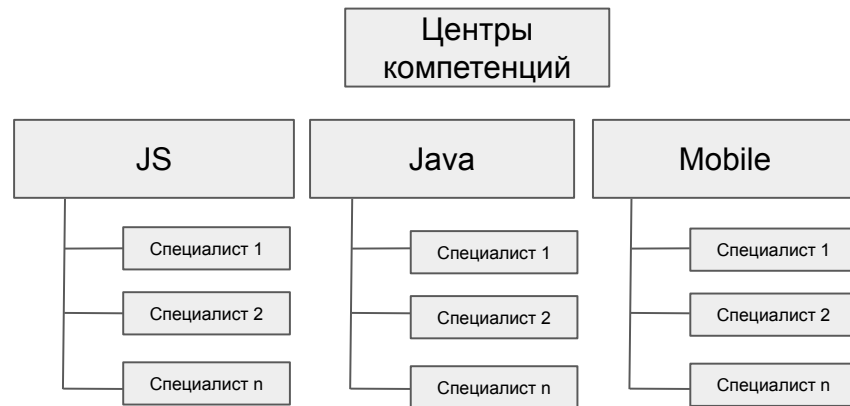 Центры
компетенций
JS
Java
Mobile
Специалист 1
Специалист 1
Специалист 1
Специалист 2
Специалист 2
Специалист 2
Специалист n
Специалист n
Специалист n